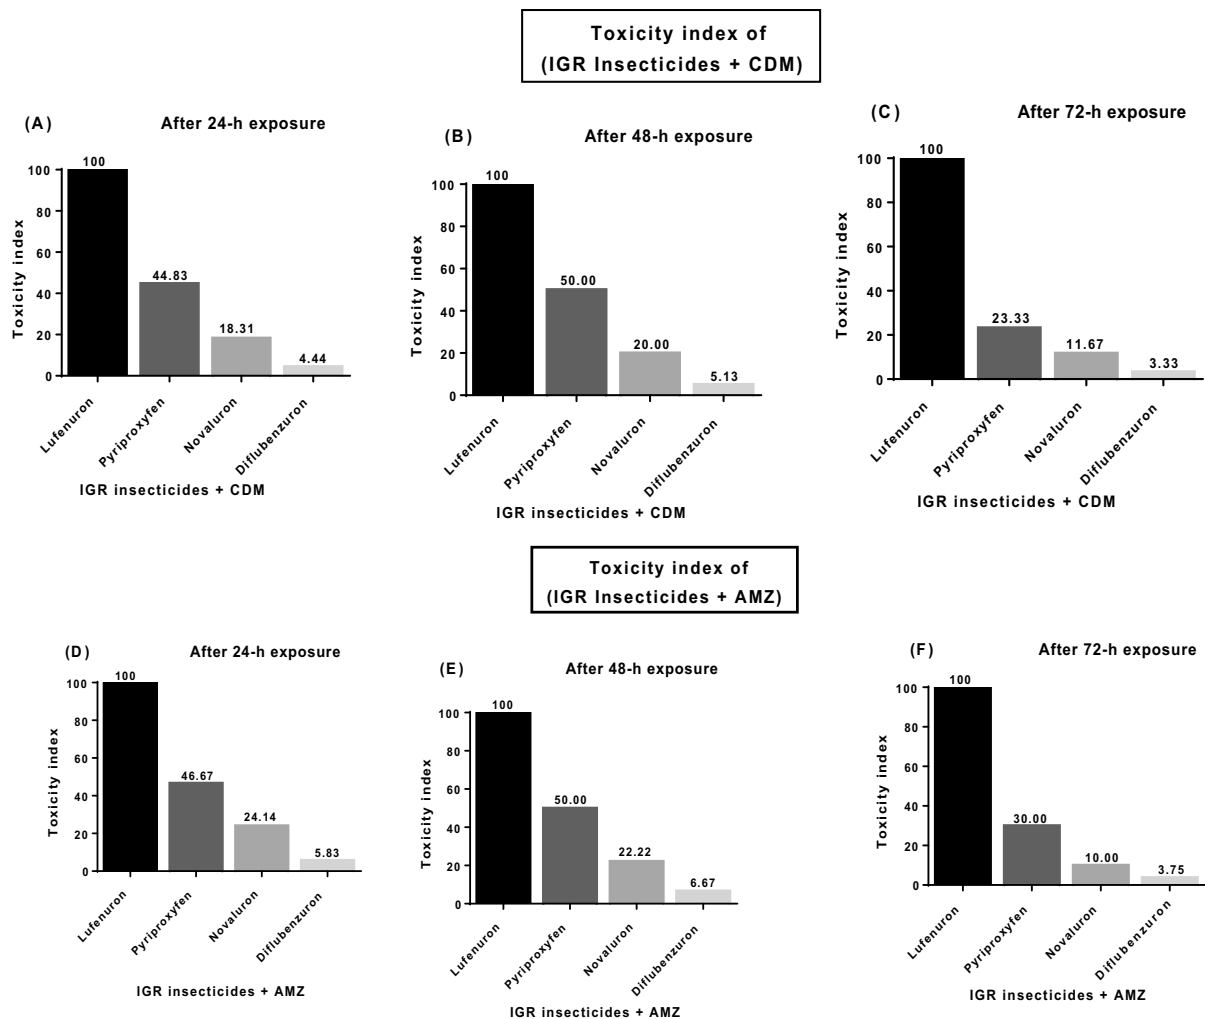 Toxicity index of
(IGR Insecticides + CDM)
(A) After 24-h exposure
Toxicity index
100
80
60
40
20
0
100
44.83
18.31
4.44
Lufenuron
Pyriproxyfen
Novaluron
Diflubenzuron
IGR insecticides + CDM
(B) After 48-h exposure
Toxicity index
100
80
60
40
20
0
100
50.00
20.00
5.13
Lufenuron
Pyriproxyfen
Novaluron
Diflubenzuron
IGR insecticides + CDM
(C) After 72-h exposure
Toxicity index
100
80
60
40
20
0
100
23.33
11.67
3.33
Lufenuron
Pyriproxyfen
Novaluron
Diflubenzuron
IGR insecticides + CDM
Toxicity index of
(IGR Insecticides + AMZ)
(D) After 24-h exposure
Toxicity index
100
80
60
40
20
0
100
46.67
24.14
5.83
Lufenuron
Pyriproxyfen
Novaluron
Diflubenzuron
IGR insecticides + AMZ
(E) After 48-h exposure
Toxicity index
100
80
60
40
20
0
100
50.00
22.22
6.67
Lufenuron
Pyriproxyfen
Novaluron
Diflubenzuron
IGR insecticides + AMZ
(F) After 72-h exposure
Toxicity index
100
80
60
40
20
0
100
30.00
10.00
3.75
Lufenuron
Pyriproxyfen
Novaluron
Diflubenzuron
IGR insecticides + AMZ